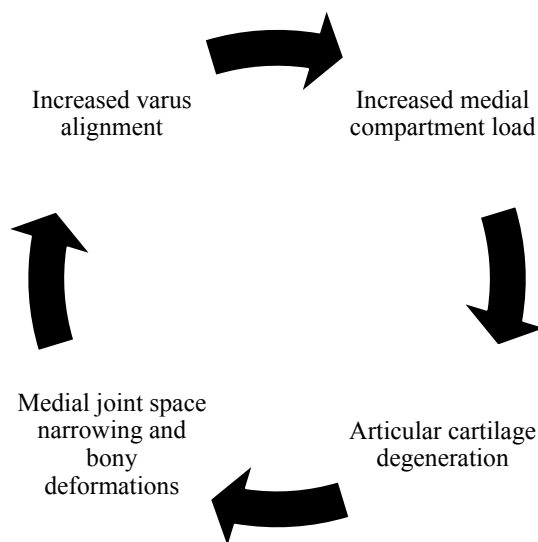 Increased varus
alignment
Increased medial
compartment load
Articular cartilage
degeneration
Medial joint space
narrowing and
bony
deformations